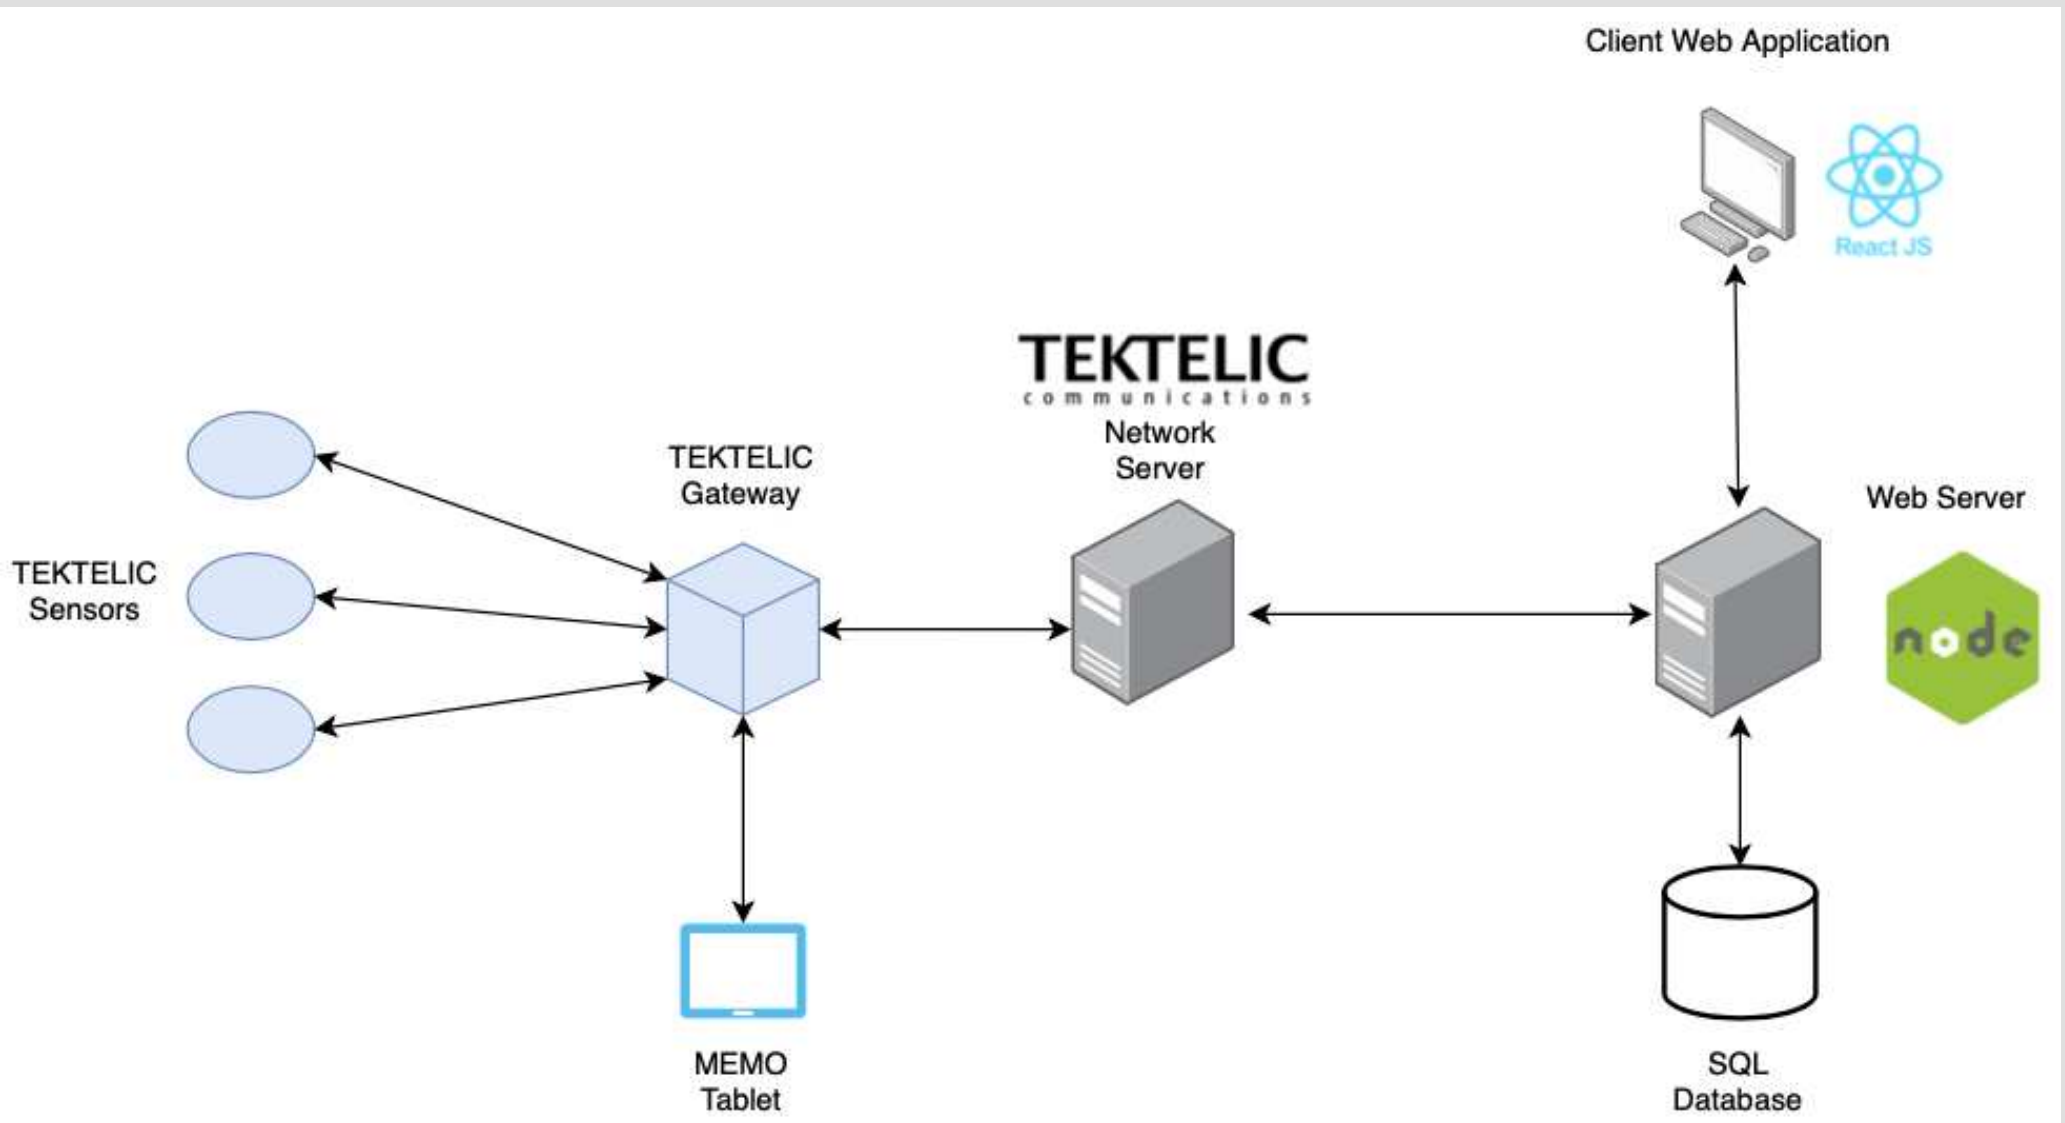 Client Web Application
React JS
TEKTELIC
communications
Network
Server
TEKTELIC
Gateway
Web Server
node
TEKTELIC
Sensors
MEMO
Tablet
SQL
Database